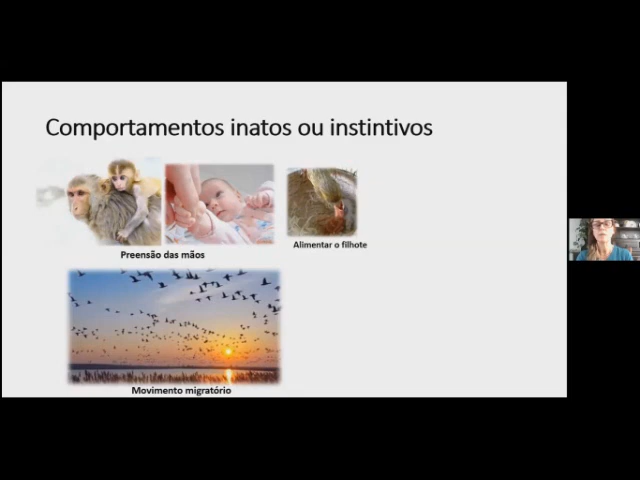 Comportamentos inatos ou instintivos
Alimentar o filhote
Preensão das mãos
Movimento migratório